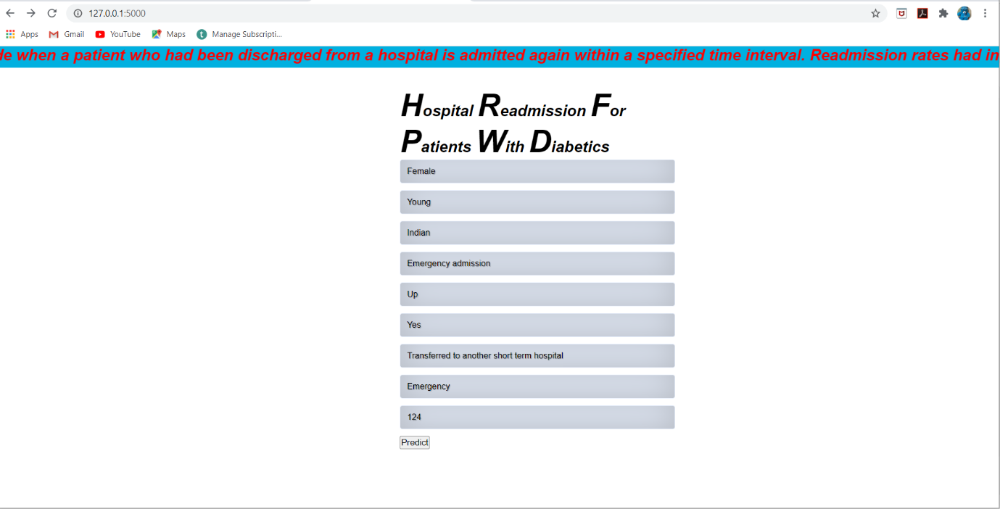 127.0.0.1:5000
Apps Gmail YouTube Maps t Manage Subscripti...
de when a patient who had been discharged from a hospital is admitted again within a specified time interval. Readmission rates had in
Hospital Readmission For
Patients With Diabetics
Female
Young
Indian
Emergency admission
Up
Yes
Transferred to another short term hospital
Emergency
124
Predict